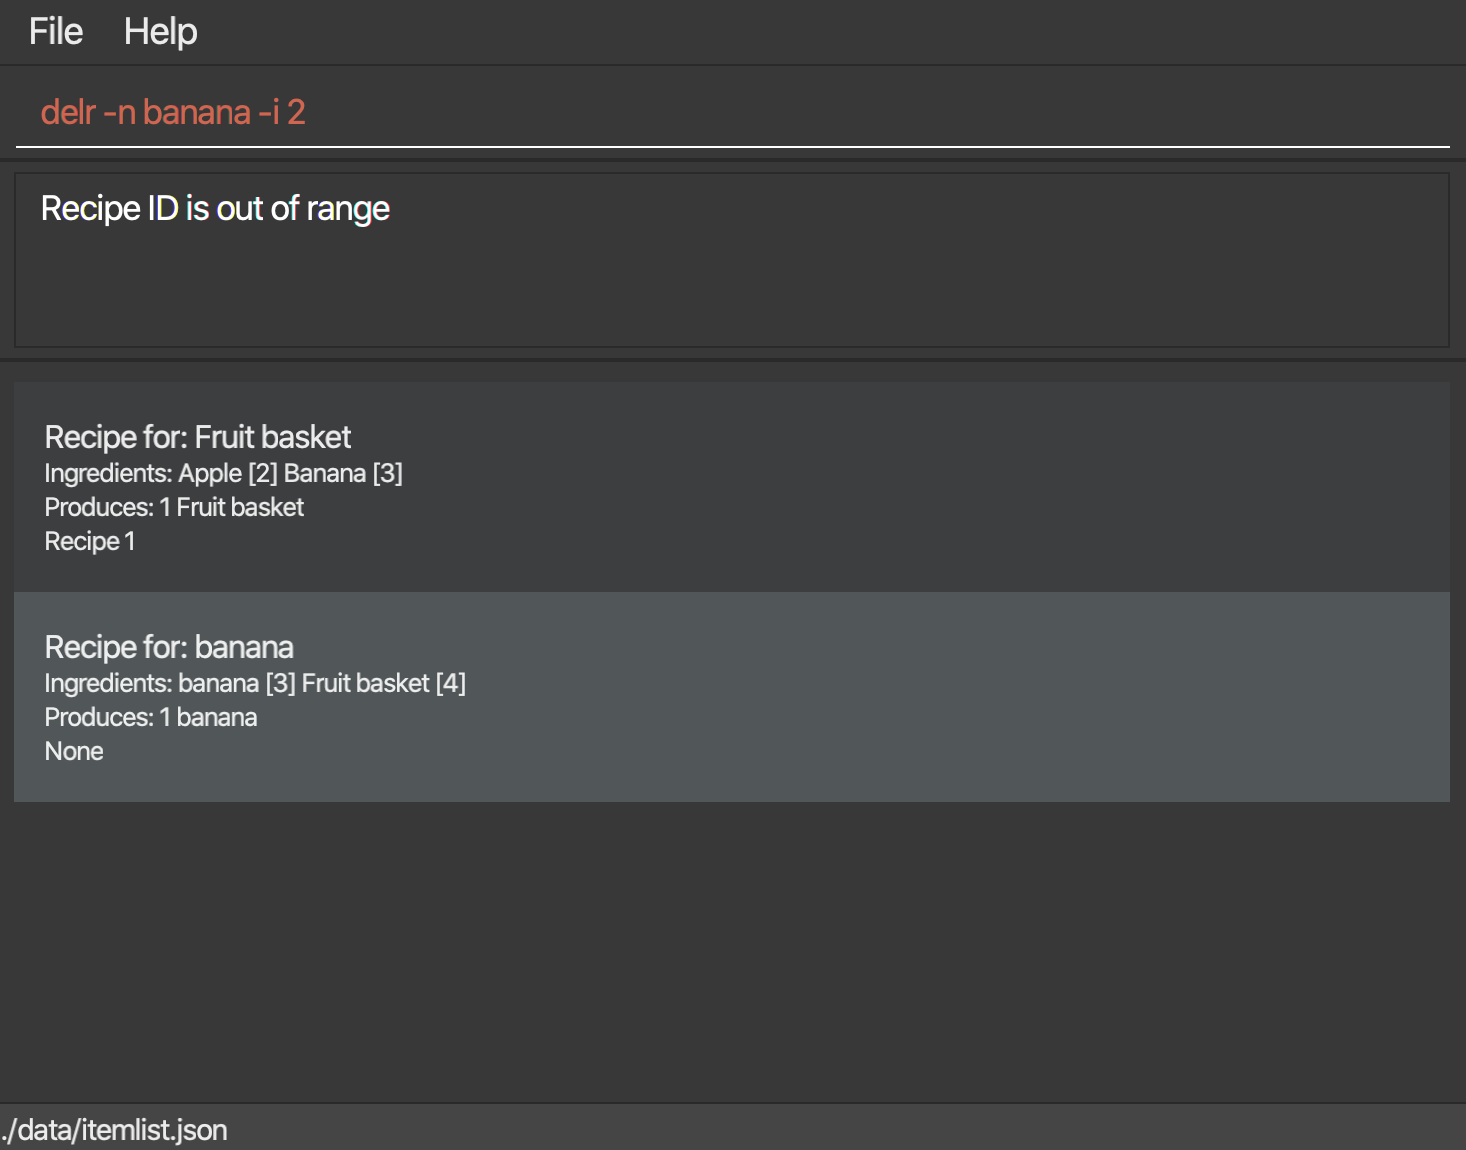 File Help
delr -n banana -i 2
Recipe ID is out of range
Recipe for: Fruit basket
Ingredients: Apple [2] Banana [3]
Produces: 1 Fruit basket
Recipe 1
Recipe for: banana
Ingredients: banana [3] Fruit basket [4]
Produces: 1 banana
None
./data/itemlist.json